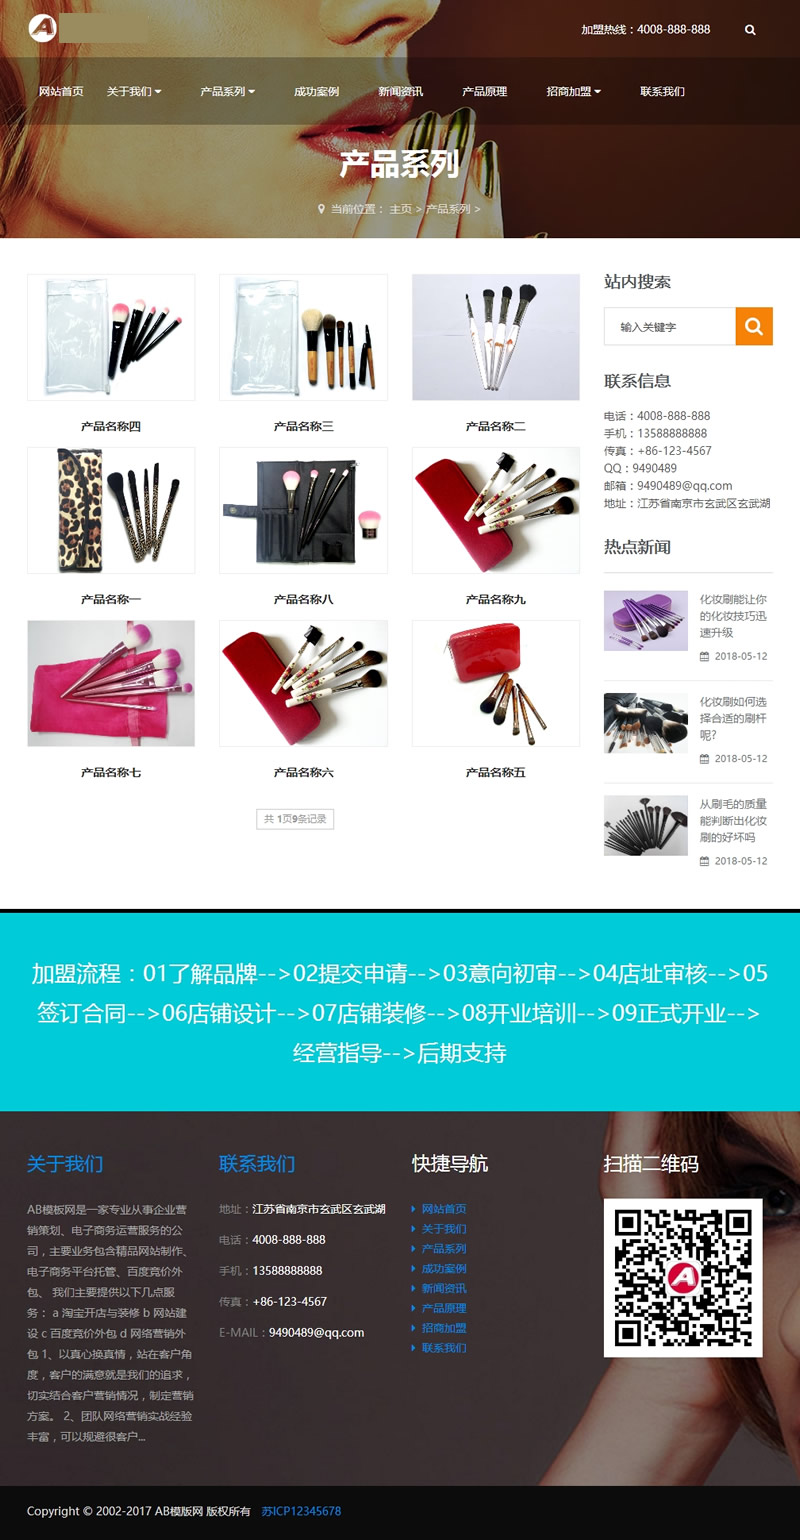 A
加盟热线：4008-888-888
网站首页 关于我们 产品系列 成功案例 新闻资讯 产品原理 招商加盟 联系我们
产品系列
当前位置： 主页 > 产品系列 >
产品名称四 产品名称三 产品名称二
产品名称一 产品名称八 产品名称九
产品名称七 产品名称六 产品名称五
共 1页9条记录
站内搜索
输入关键字
联系信息
电话：4008-888-888
手机：13588888888
传真：+86-123-4567
QQ：9490489
邮箱：9490489@qq.com
地址：江苏省南京市玄武区玄武湖
热点新闻
化妆刷能让你
的化妆技巧迅
速升级
2018-05-12
化妆刷如何选
择合适的刷杆
呢?
2018-05-12
从刷毛的质量
能判断出化妆
刷的好坏吗
2018-05-12
加盟流程：01了解品牌-->02提交申请-->03意向初审-->04店址审核-->05
签订合同-->06店铺设计-->07店铺装修-->08开业培训-->09正式开业-->
经营指导-->后期支持
关于我们
AB模板网是一家专业从事企业营
销策划、电子商务运营服务的公
司，主要业务包含精品网站制作、
电子商务平台托管、百度竞价外
包、 我们主要提供以下几点服
务： a 淘宝开店与装修 b 网站建
设 c 百度竞价外包 d 网络营销外
包 1、以真心换真情，站在客户角
度，客户的满意就是我们的追求，
切实结合客户营销情况，制定营销
方案。 2、团队网络营销实战经验
丰富，可以规避很客户...
联系我们
地址：江苏省南京市玄武区玄武湖
电话：4008-888-888
手机：13588888888
传真：+86-123-4567
E-MAIL：9490489@qq.com
快捷导航
网站首页
关于我们
产品系列
成功案例
新闻资讯
产品原理
招商加盟
联系我们
扫描二维码
A
Copyright © 2002-2017 AB模版网 版权所有 苏ICP12345678